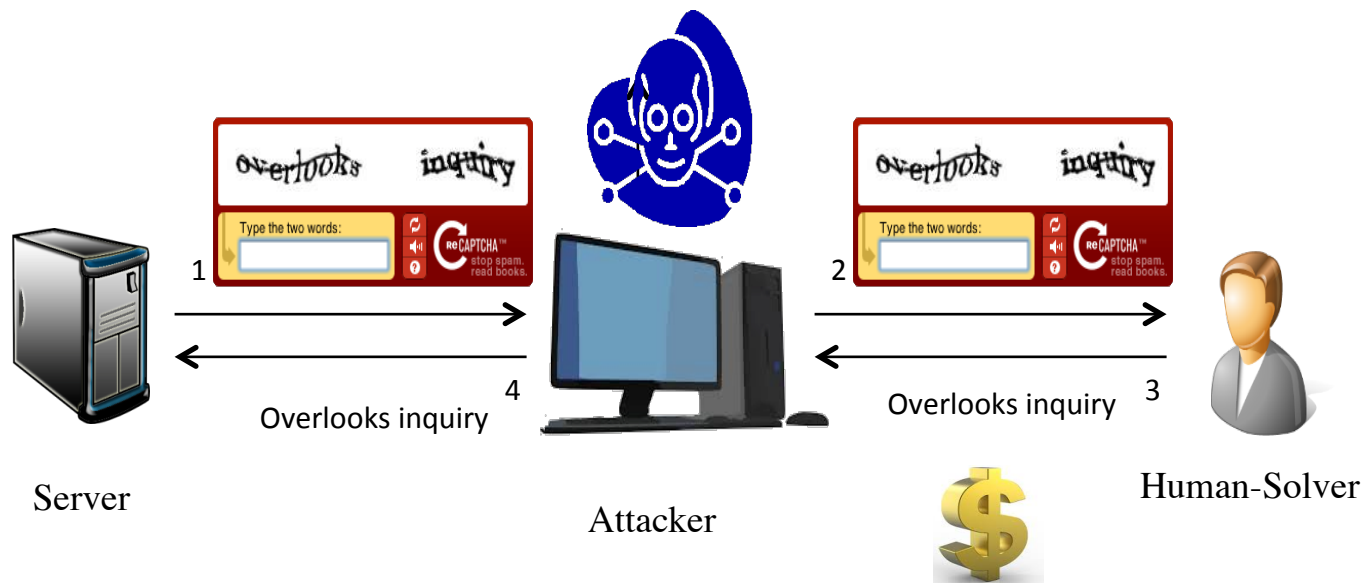 overlooks inquiry
Type the two words:
ReCAPTCHA™
stop spam.
read books.
1
overlooks inquiry
Type the two words:
ReCAPTCHA™
stop spam.
read books.
2
4
Overlooks inquiry
Overlooks inquiry
3
Server
Attacker
Human-Solver